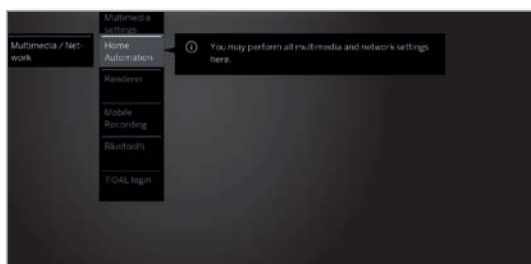 Multimedia
settings
Multimedia / Net-
work
Home
Automation
ⓘ You may perform all multimedia and network settings
here.
Renderer
Mobile
Recording
Bluetooth
TIDAL login